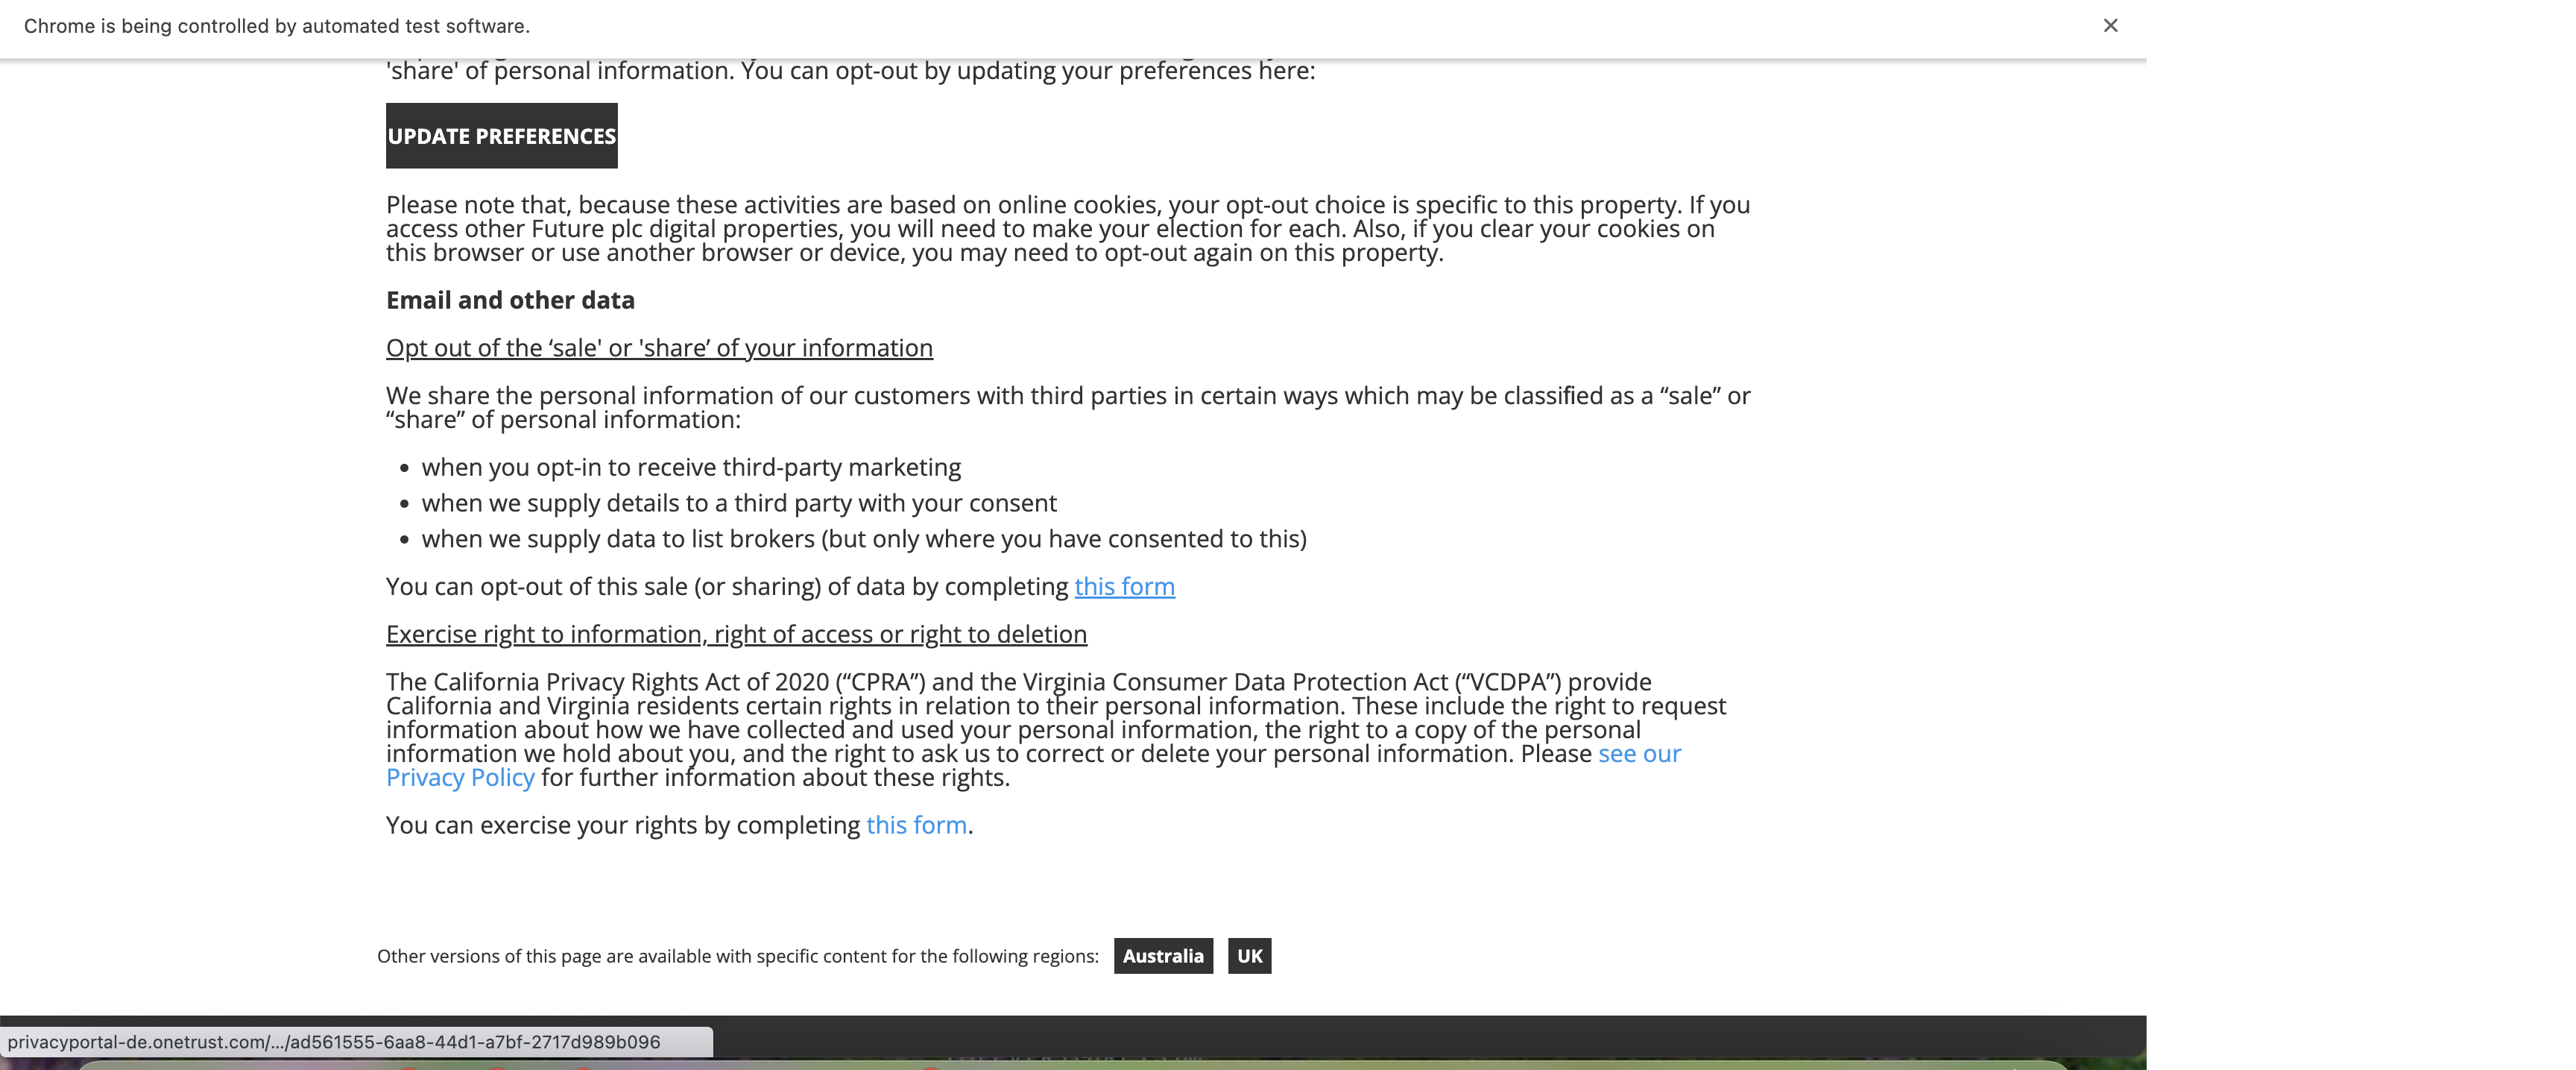 Chrome is being controlled by automated test software.
'share' of personal information. You can opt-out by updating your preferences here:
UPDATE PREFERENCES
Please note that, because these activities are based on online cookies, your opt-out choice is specific to this property. If you
access other Future plc digital properties, you will need to make your election for each. Also, if you clear your cookies on
this browser or use another browser or device, you may need to opt-out again on this property.
Email and other data
Opt out of the ‘sale' or 'share’ of your information
We share the personal information of our customers with third parties in certain ways which may be classified as a “sale” or
“share” of personal information:
• when you opt-in to receive third-party marketing
• when we supply details to a third party with your consent
• when we supply data to list brokers (but only where you have consented to this)
You can opt-out of this sale (or sharing) of data by completing this form
Exercise right to information, right of access or right to deletion
The California Privacy Rights Act of 2020 (“CPRA”) and the Virginia Consumer Data Protection Act (“VCDPA”) provide
California and Virginia residents certain rights in relation to their personal information. These include the right to request
information about how we have collected and used your personal information, the right to a copy of the personal
information we hold about you, and the right to ask us to correct or delete your personal information. Please see our
Privacy Policy for further information about these rights.
You can exercise your rights by completing this form.
Other versions of this page are available with specific content for the following regions: Australia UK
privacyportal-de.onetrust.com/.../ad561555-6aa8-44d1-a7bf-2717d989b096